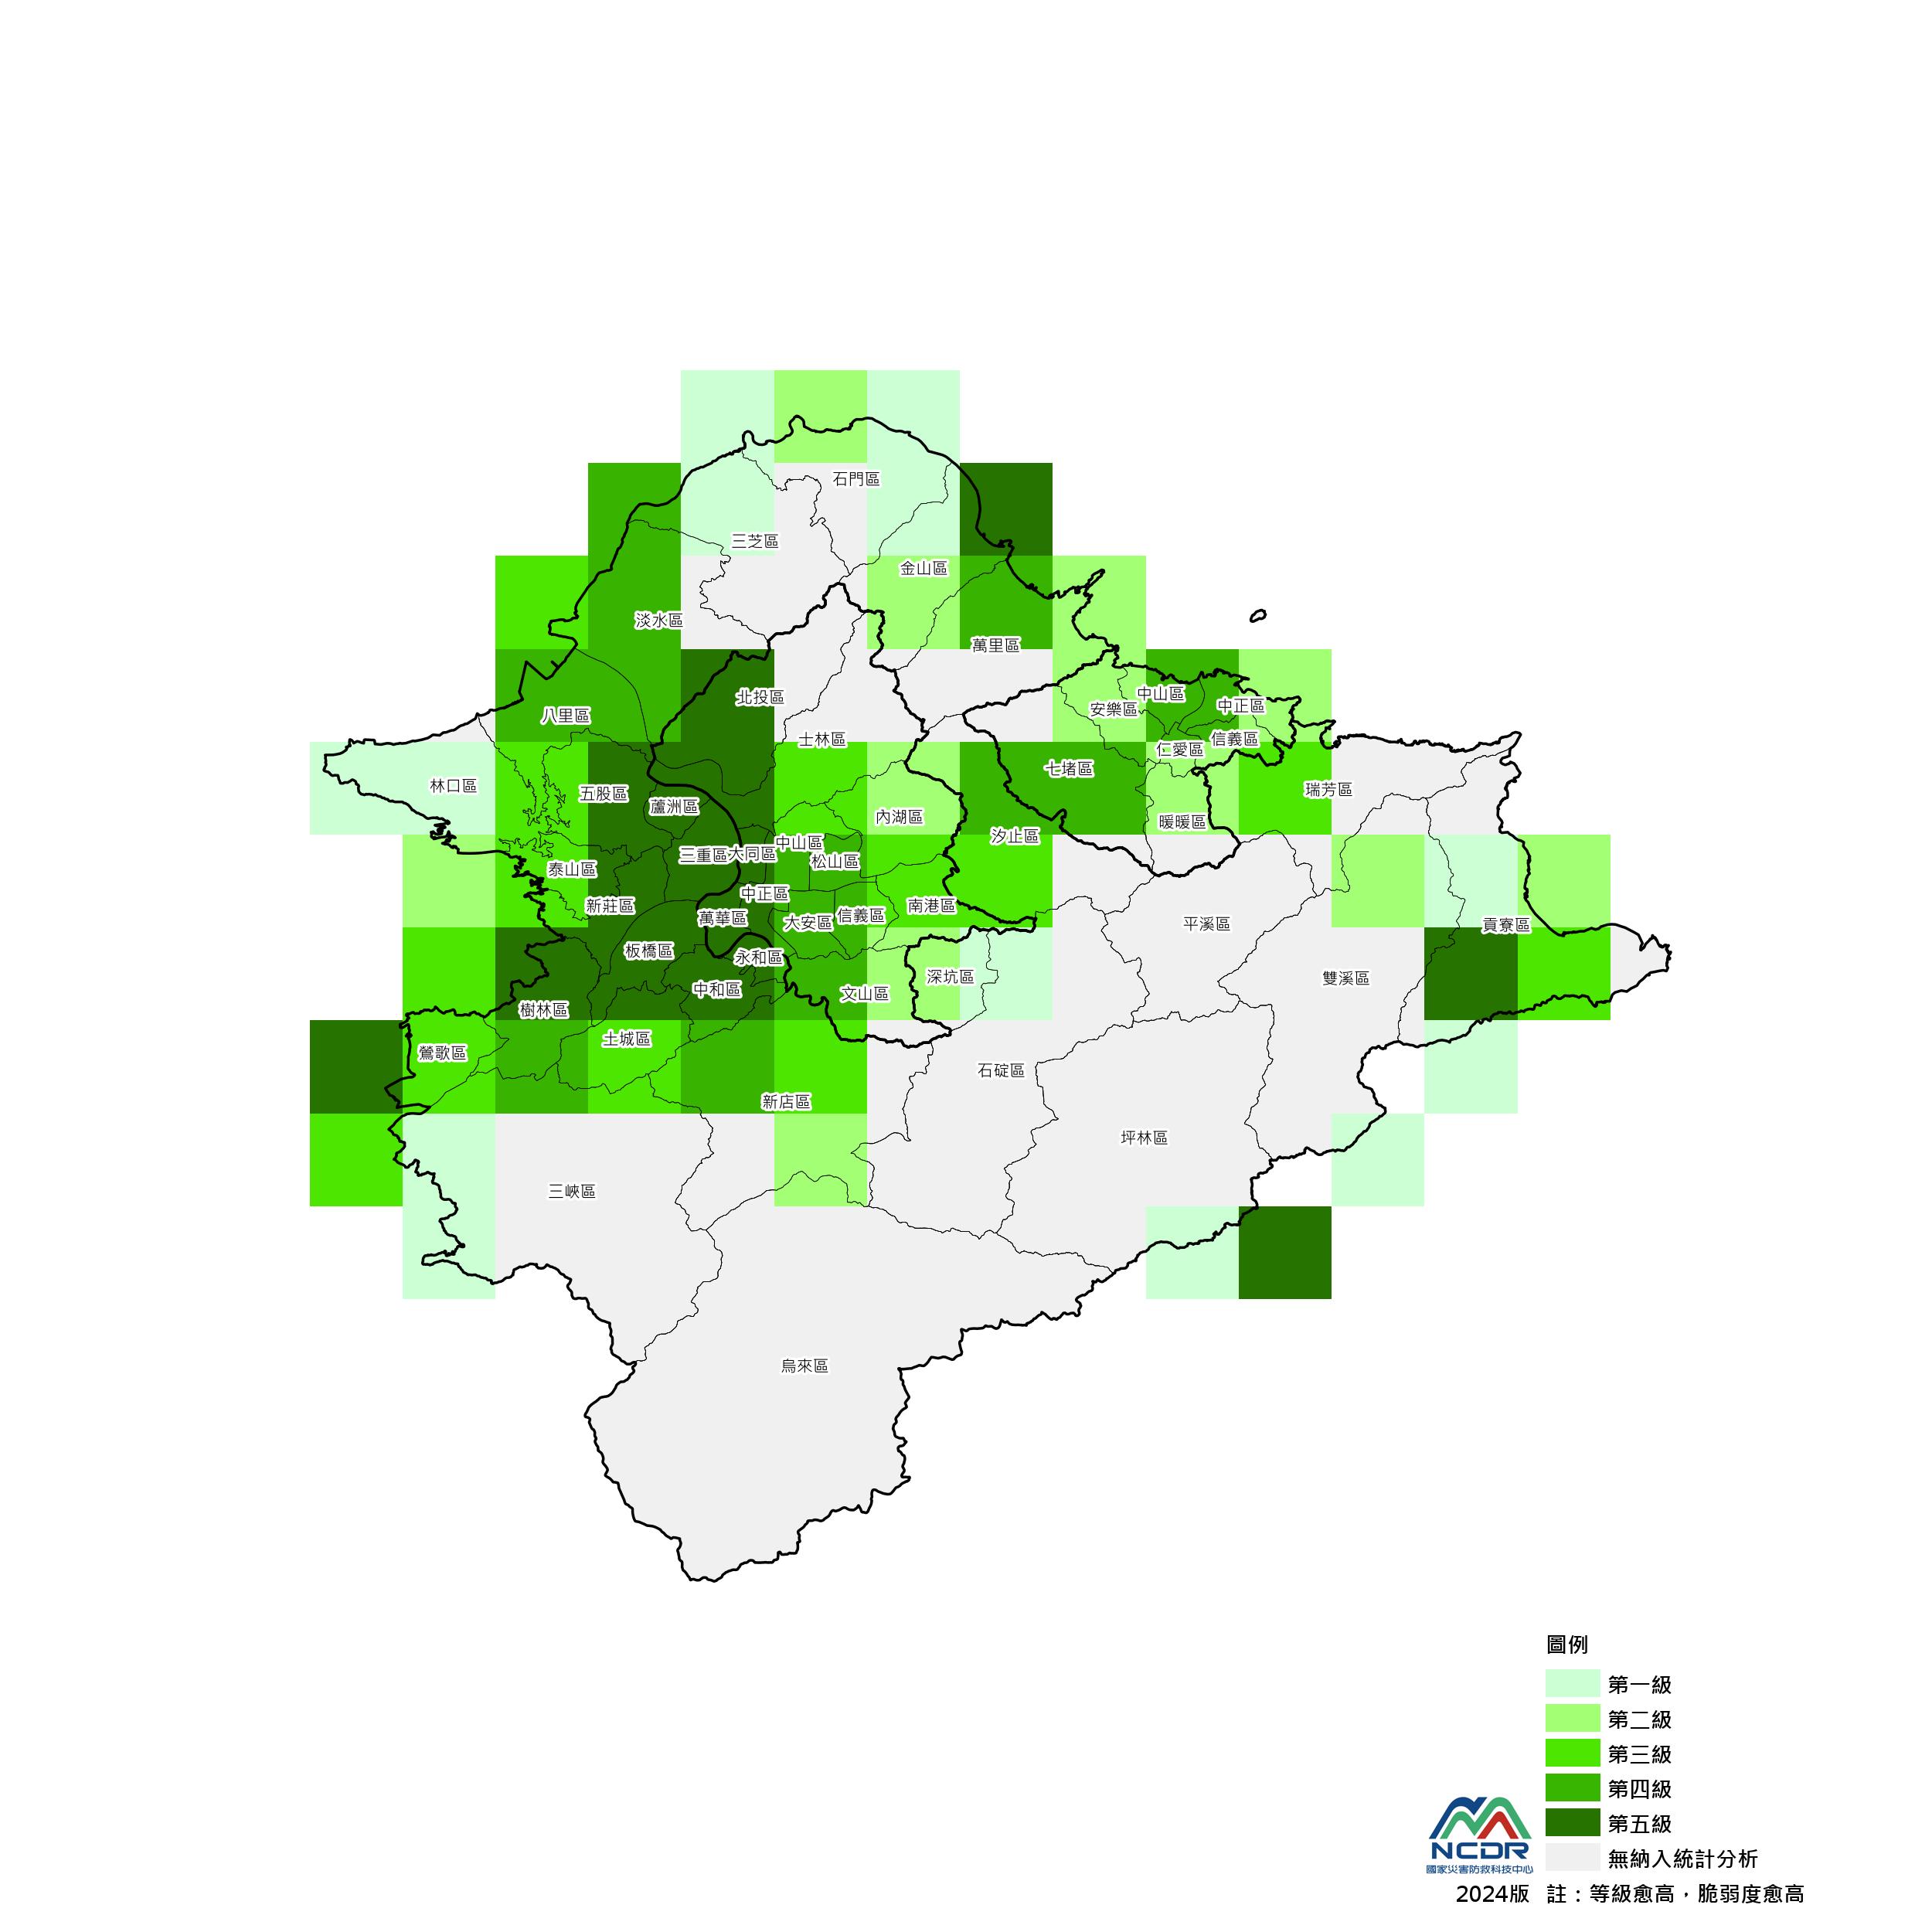 石門區
三芝區
金山區
淡水區
萬里區
北投區
中山區
中正區
安樂區
八里區
士林區
信義區
仁愛區
七堵區
林口區
瑞芳區
五股區
蘆洲區
內湖區
暖暖區
汐止區
中山區
三重區
大同區
松山區
泰山區
中正區
新莊區
南港區
萬華區
信義區
大安區
平溪區
貢寮區
板橋區
永和區
深坑區
雙溪區
中和區
文山區
樹林區
土城區
鶯歌區
石碇區
新店區
坪林區
三峽區
烏來區
圖例
第一級
第二級
第三級
第四級
第五級
無納入統計分析
NCDR
國家災害防救科技中心
2024版 註：等級愈高，脆弱度愈高